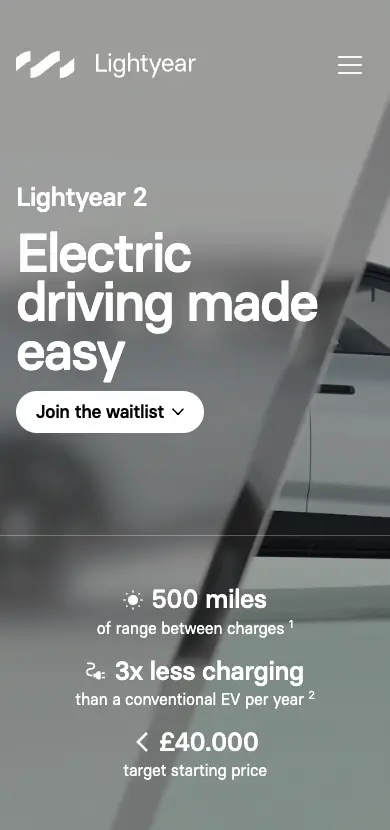 Lightyear
Lightyear 2
Electric
driving made
easy
Join the waitlist
500 miles
of range between charges ¹
3x less charging
than a conventional EV per year ²
< £40.000
target starting price